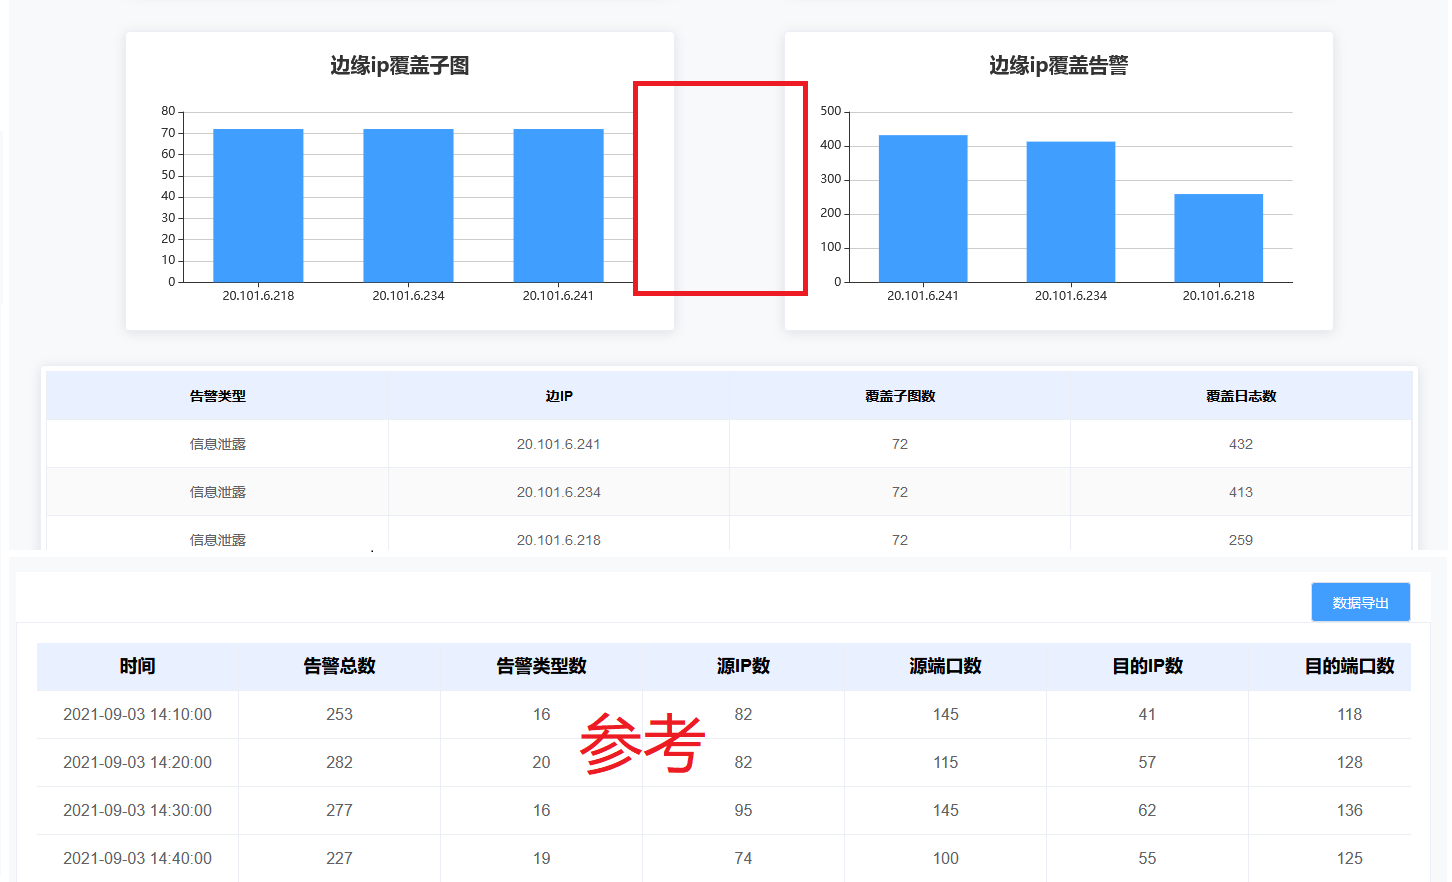 边缘ip覆盖子图
80
70
60
50
40
30
20
10
0
20.101.6.218 20.101.6.234 20.101.6.241
边缘ip覆盖告警
500
400
300
200
100
0
20.101.6.241 20.101.6.234 20.101.6.218
告警类型 边IP 覆盖子图数 覆盖日志数
信息泄露 20.101.6.241 72 432
信息泄露 20.101.6.234 72 413
信息泄露 20.101.6.218 72 259
数据导出
时间 告警总数 告警类型数 源IP数 源端口数 目的IP数 目的端口数
2021-09-03 14:10:00 253 16 82 145 41 118
参考
2021-09-03 14:20:00 282 20 82 115 57 128
2021-09-03 14:30:00 277 16 95 145 62 136
2021-09-03 14:40:00 227 19 74 100 55 125